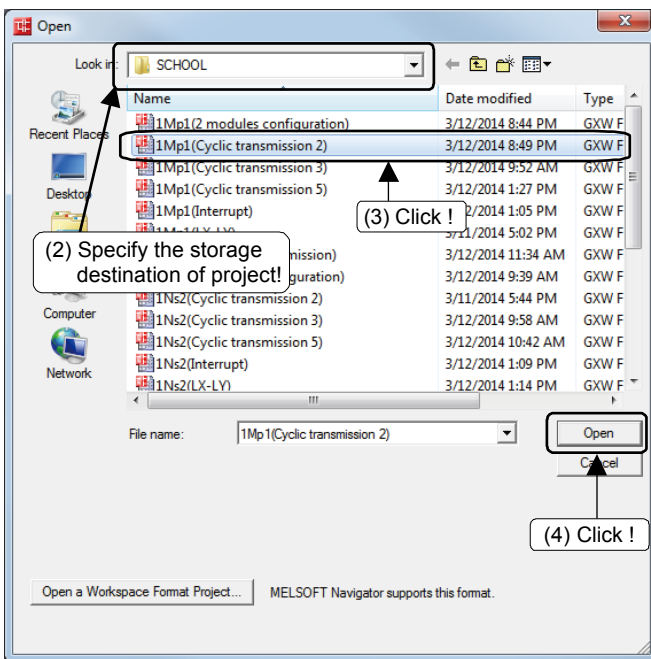 Open
X
Look in: SCHOOL
Name Date modified Type
Recent Places
Desktop
Computer
Network
1Mp1(2 modules configuration) 3/12/2014 8:44 PM GXW F
1Mp1(Cyclic transmission 2) 3/12/2014 8:49 PM GXW F
1Mp1(Cyclic transmission 3) 3/12/2014 9:52 AM GXW F
1Mp1(Cyclic transmission 5) 3/12/2014 1:27 PM GXW F
1Mp1(Interrupt) 2/2014 1:05 PM GXW F
(3) Click !
1Mp1(LX-LY) 3/11/2014 5:02 PM GXW F
(2) Specify the storage
destination of project!
mission) 3/12/2014 11:34 AM GXW F
guration) 3/12/2014 9:39 AM GXW F
1Ns2(Cyclic transmission 2) 3/11/2014 5:44 PM GXW F
1Ns2(Cyclic transmission 3) 3/12/2014 9:58 AM GXW F
1Ns2(Cyclic transmission 5) 3/12/2014 10:42 AM GXW F
1Ns2(Interrupt) 3/12/2014 1:09 PM GXW F
1Ns2(LX-LY) 3/12/2014 1:14 PM GXW F
File name: 1Mp1(Cyclic transmission 2) Open
Cancel
(4) Click !
Open a Workspace Format Project... MELSOFT Navigator supports this format.